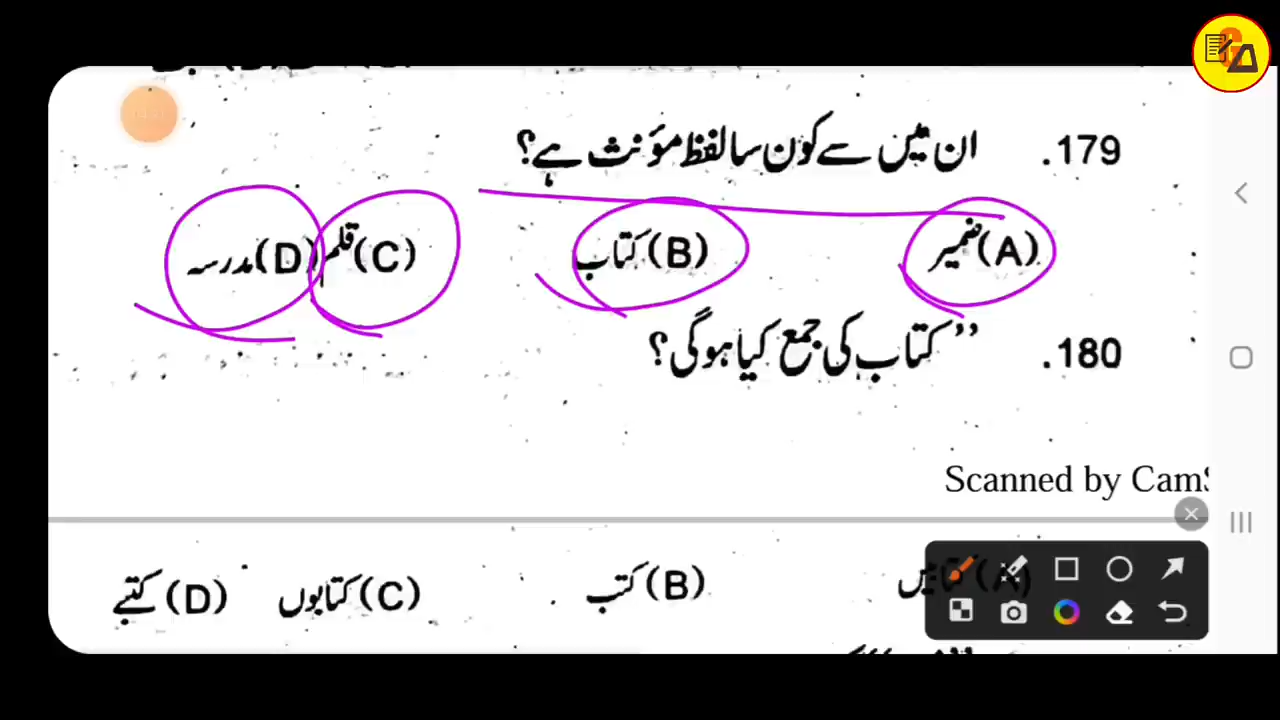 179. ان میں سے کون سا لفظ مؤنث ہے؟
(A) ضمیر (B) کتاب (C) قلم (D) مدرسہ
180. ’’ کتاب کی جمع کیا ہوگی؟
Scanned by CamS
(A) کتابیں (B) کتب (C) کتابوں (D) کتبے